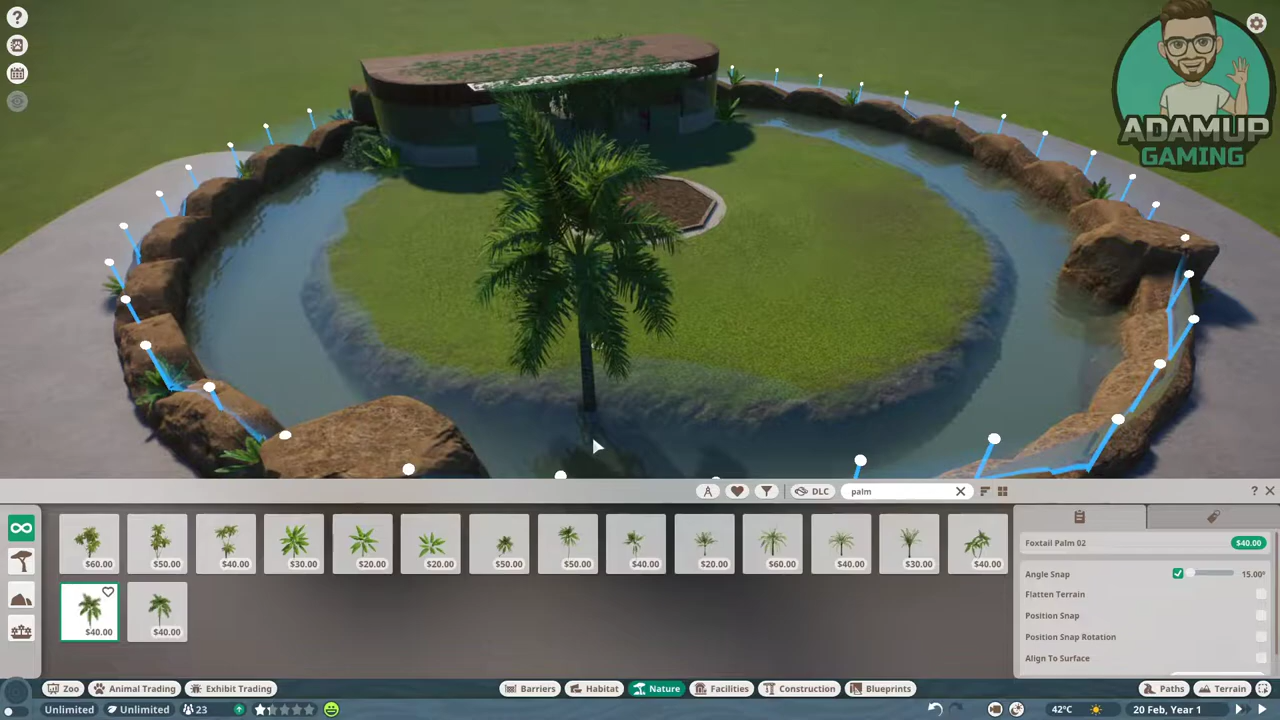 ?
ADAMUP
GAMING
DLC
palm
?
$60.00
$50.00
$40.00
$30.00
$20.00
$20.00
$50.00
$50.00
$40.00
$20.00
$60.00
$40.00
$30.00
$40.00
$40.00
$40.00
Foxtail Palm 02
$40.00
Angle Snap
15.00°
Flatten Terrain
Position Snap
Position Snap Rotation
Align To Surface
Zoo
Animal Trading
Exhibit Trading
Barriers
Habitat
Nature
Facilities
Construction
Blueprints
Paths
Terrain
Unlimited
Unlimited
23
42°C
20 Feb, Year 1